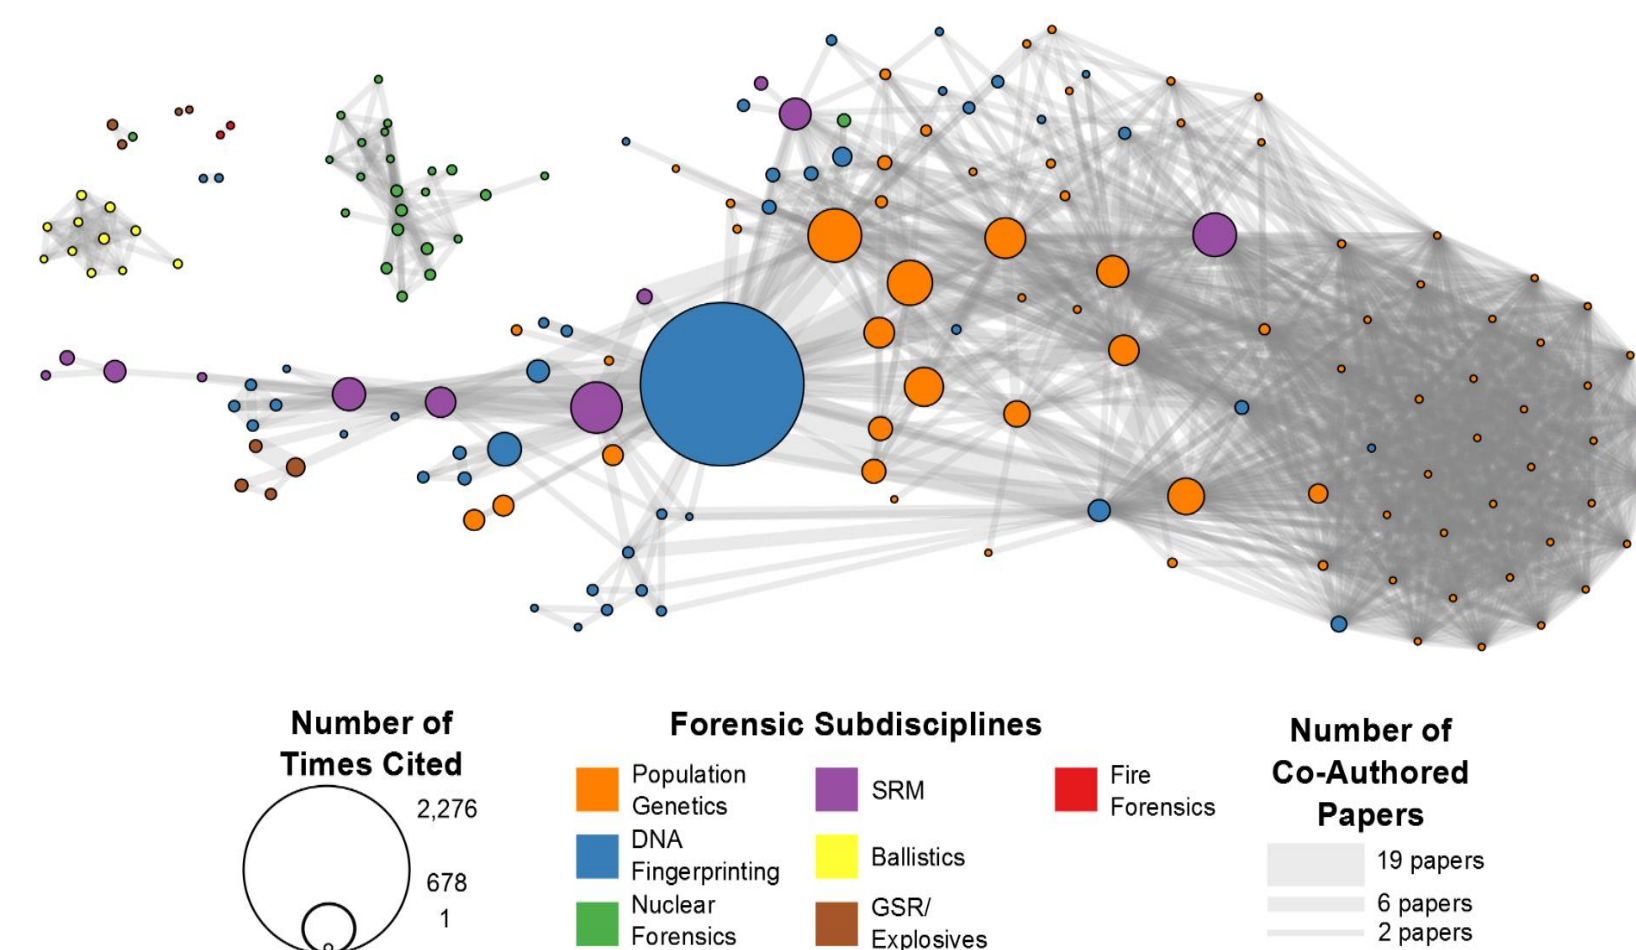 Number of
Times Cited
2,276
678
1
Forensic Subdisciplines
Population
Genetics
DNA
Fingerprinting
Nuclear
Forensics
SRM
Ballistics
GSR/
Explosives
Fire
Forensics
Number of
Co-Authored
Papers
19 papers
6 papers
2 papers